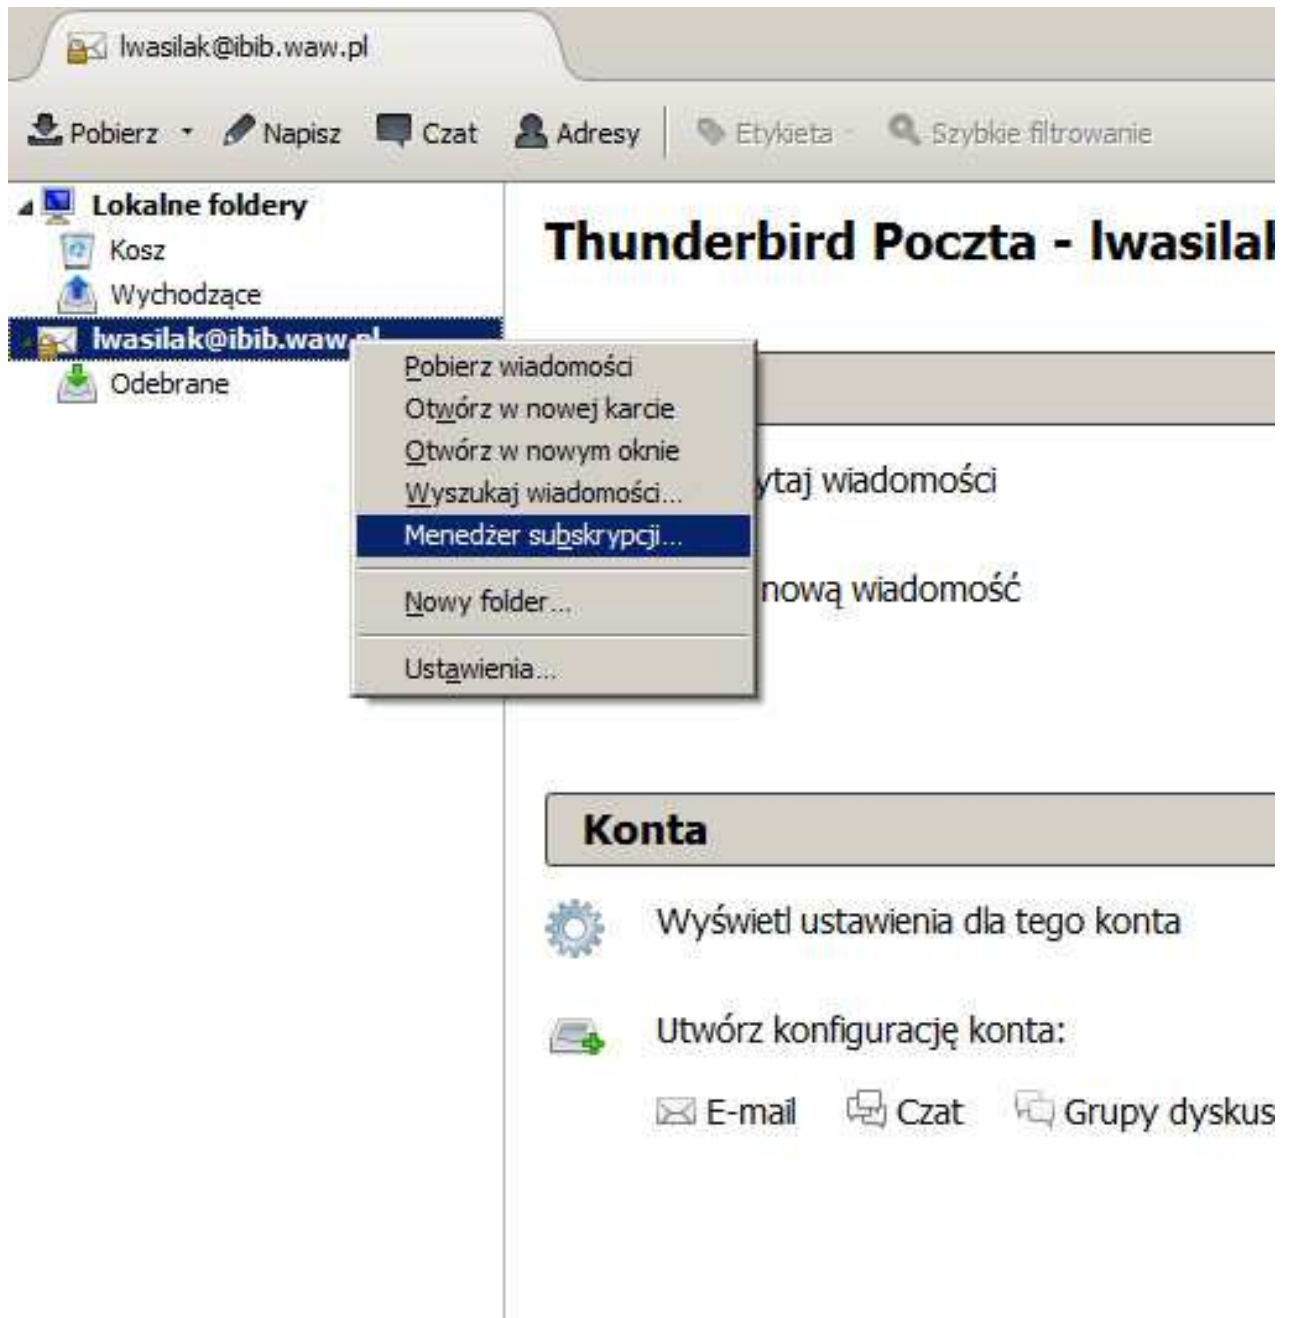 lwasilak@ibib.waw.pl
Pobierz Napisz Czat Adresy Etykieta Szybkie filtrowanie
Lokalne foldery
Kosz
Wychodzące
lwasilak@ibib.waw
Odebrane
Thunderbird Poczta - lwasilak
Pobierz wiadomości
Otwórz w nowej karcie
Otwórz w nowym oknie
Wyszukaj wiadomości...
Menedżer subskrypcji...
Nowy folder...
Ustawienia...
ytaj wiadomości
nową wiadomość
Konta
Wyświetl ustawienia dla tego konta
Utwórz konfigurację konta:
E-mail Czat Grupy dyskus